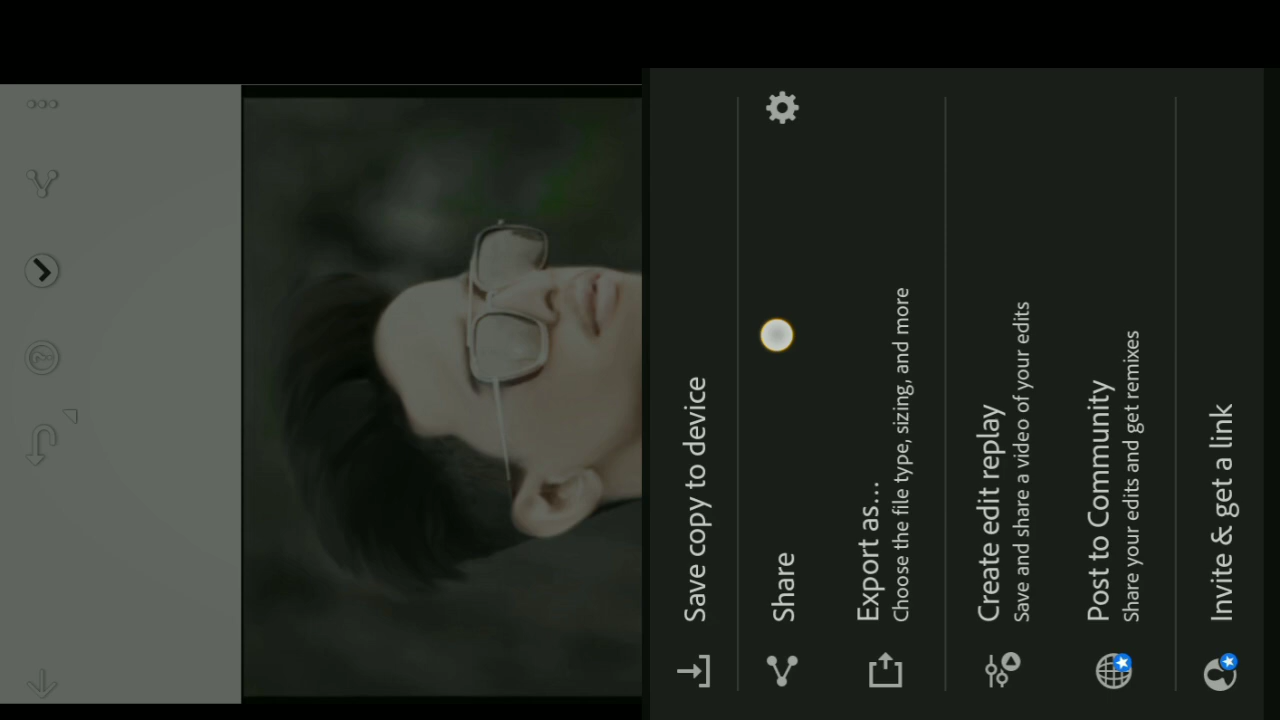 Save copy to device
Share
Export as...
Choose the file type, sizing, and more
Create edit replay
Save and share a video of your edits
Post to Community
Share your edits and get remixes
Invite & get a link